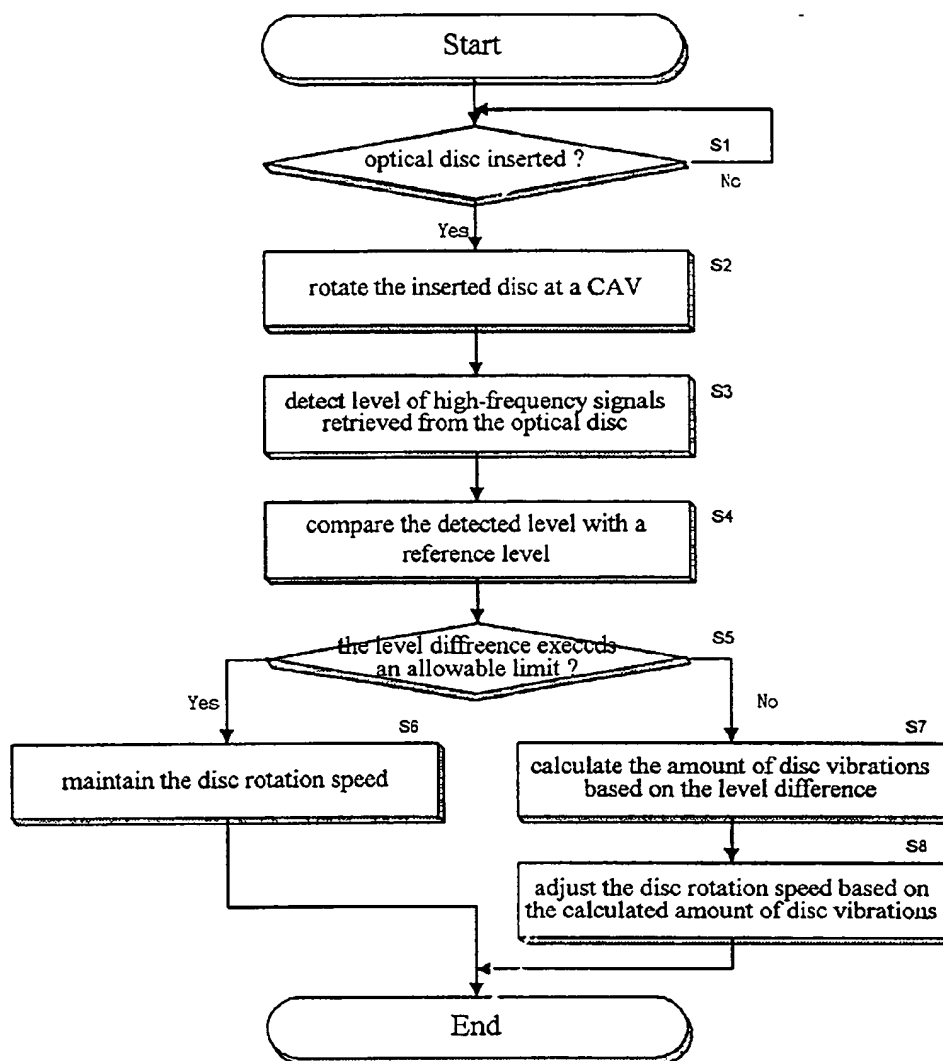 Start
optical disc inserted ?
S1
No
Yes
rotate the inserted disc at a CAV
S2
detect level of high-frequency signals
retrieved from the optical disc
S3
compare the detected level with a
reference level
S4
the level diffreence execeds
an allowable limit ?
S5
Yes
No
S6
maintain the disc rotation speed
S7
calculate the amount of disc vibrations
based on the level difference
S8
adjust the disc rotation speed based on
the calculated amount of disc vibrations
End